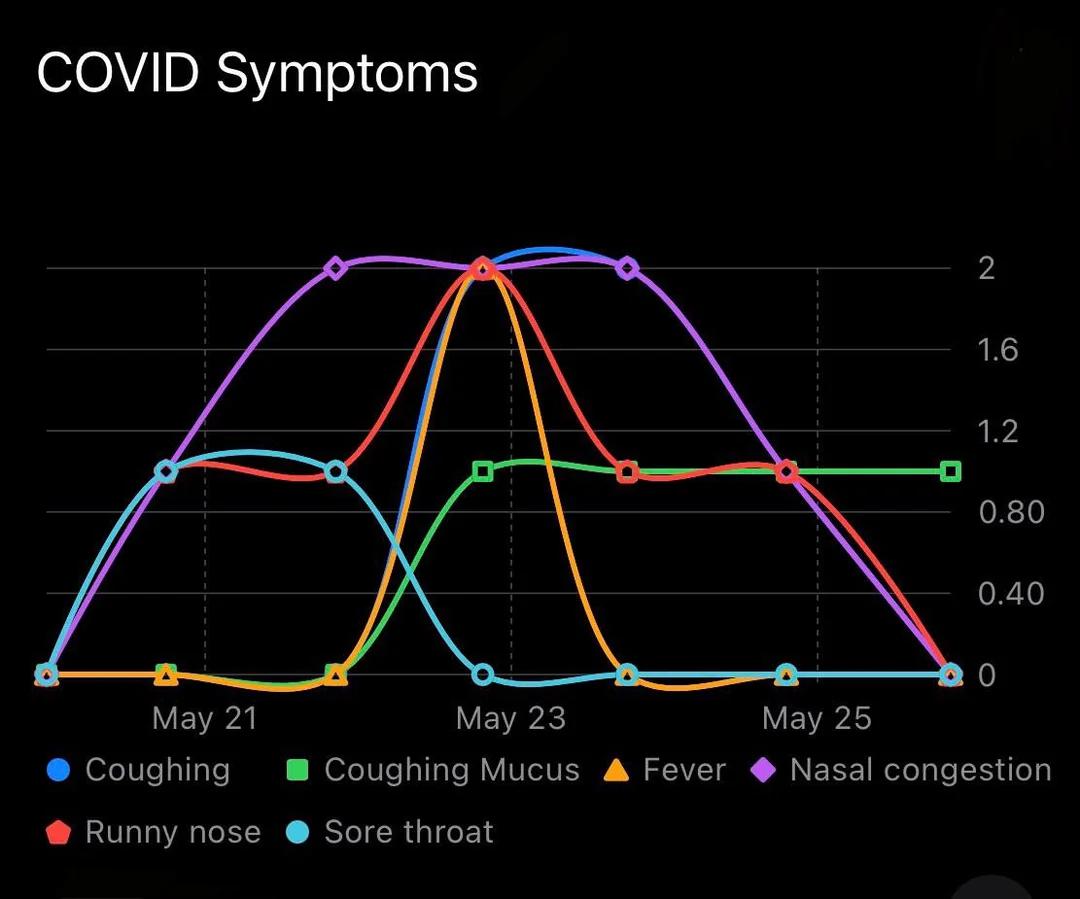 COVID Symptoms
2
1.6
1.2
0.80
0.40
0
May 21 May 23 May 25
Coughing Coughing Mucus Fever Nasal congestion
Runny nose Sore throat